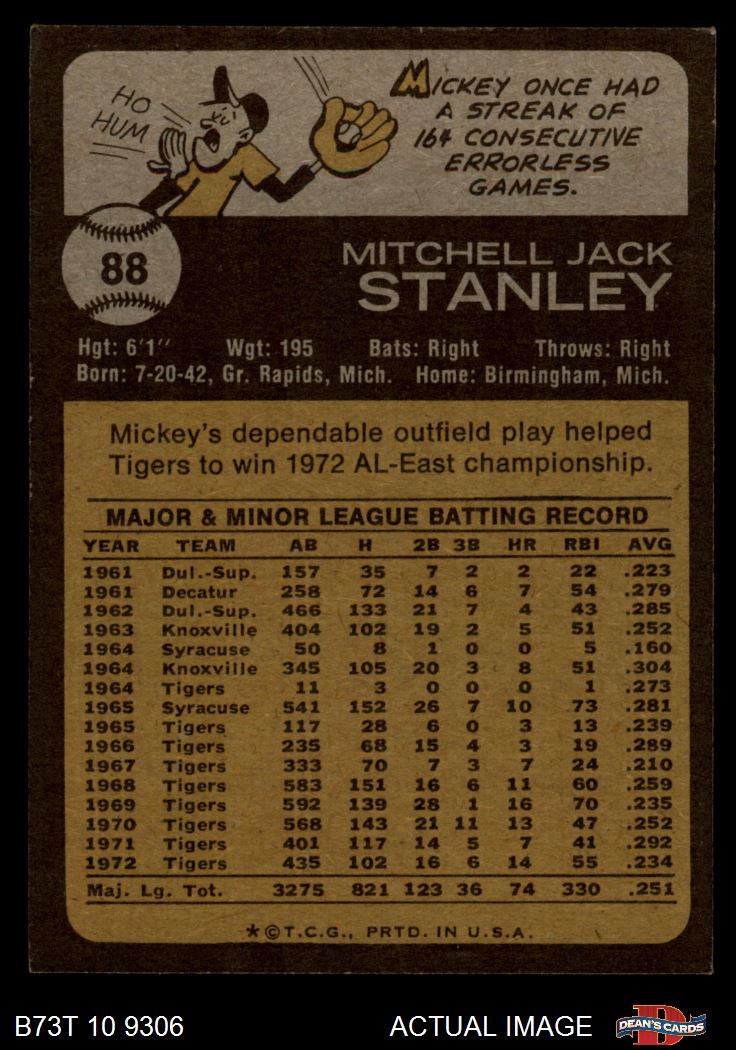 HO
HUM
MICKEY ONCE HAD
A STREAK OF
164 CONSECUTIVE
ERRORLESS
GAMES.
88
MITCHELL JACK
STANLEY
Hgt: 6'1" Wgt: 195 Bats: Right Throws: Right
Born: 7-20-42, Gr. Rapids, Mich. Home: Birmingham, Mich.
Mickey's dependable outfield play helped
Tigers to win 1972 AL-East championship.
MAJOR & MINOR LEAGUE BATTING RECORD
YEAR TEAM AB H 2B 3B HR RBI AVG
1961 Dul.-Sup. 157 35 7 2 2 22 .223
1961 Decatur 258 72 14 6 7 54 .279
1962 Dul.-Sup. 466 133 21 7 4 43 .285
1963 Knoxville 404 102 19 2 5 51 .252
1964 Syracuse 50 8 1 0 0 5 .160
1964 Knoxville 345 105 20 3 8 51 .304
1964 Tigers 11 3 0 0 0 1 .273
1965 Syracuse 541 152 26 7 10 73 .281
1965 Tigers 117 28 6 0 3 13 .239
1966 Tigers 235 68 15 4 3 19 .289
1967 Tigers 333 70 7 3 7 24 .210
1968 Tigers 583 151 16 6 11 60 .259
1969 Tigers 592 139 28 1 16 70 .235
1970 Tigers 568 143 21 11 13 47 .252
1971 Tigers 401 117 14 5 7 41 .292
1972 Tigers 435 102 16 6 14 55 .234
Maj. Lg. Tot. 3275 821 123 36 74 330 .251
*©T.C.G., PRTD. IN U.S.A.
B73T 10 9306 ACTUAL IMAGE
D
DEAN'S CARDS